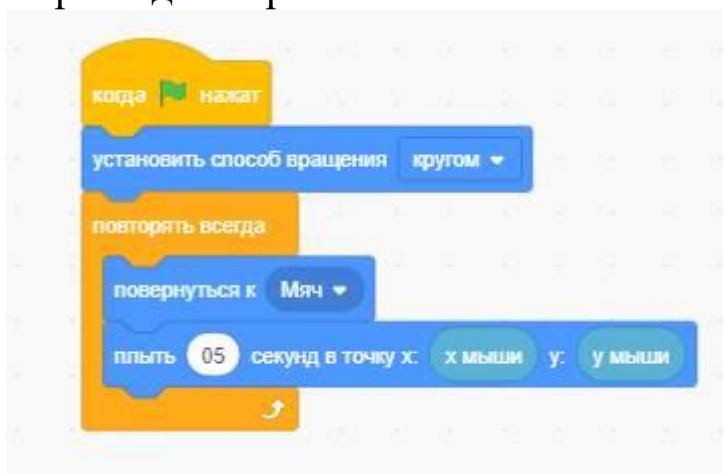 когда нажат
установить способ вращения кругом
повторять всегда
повернуться к Мяч
плыть 05 секунд в точку x: x мыши y: y мыши